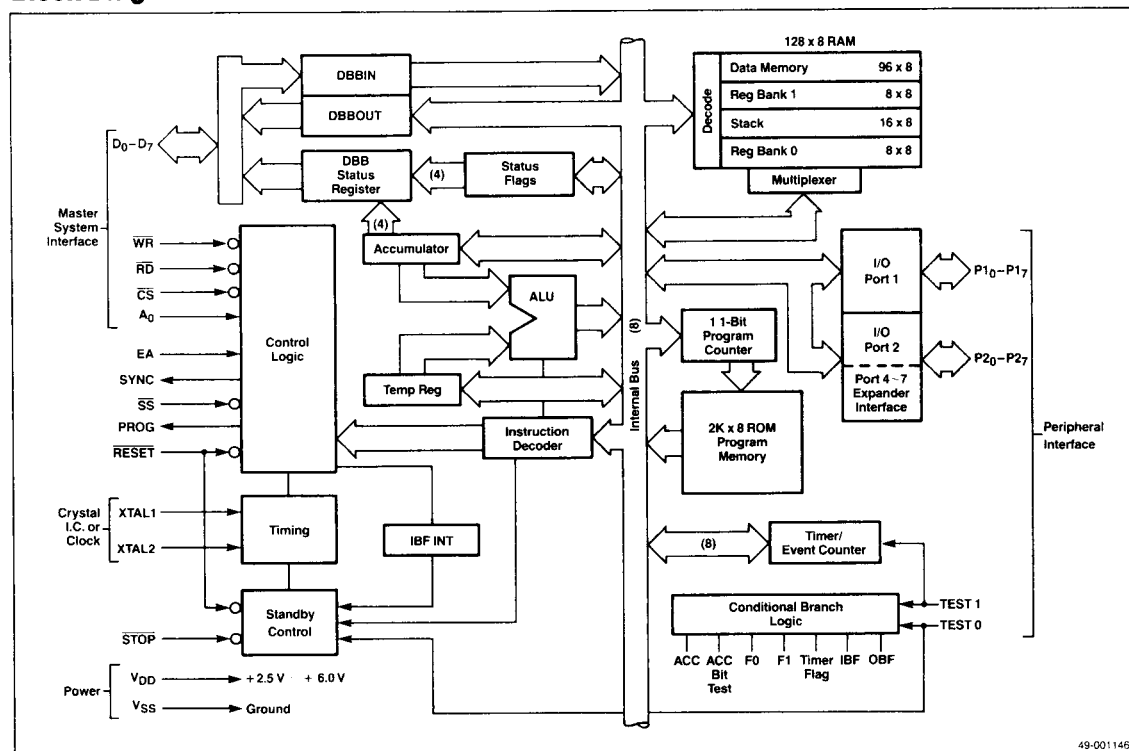 128 x 8 RAM
DBBIN
DBBOUT
Decode
Data Memory 96 x 8
Reg Bank 1 8 x 8
Stack 16 x 8
Reg Bank 0 8 x 8
Multiplexer
D0–D7
DBB
Status
Register
(4)
Status
Flags
(4)
Master
System
Interface
WR
RD
CS
A0
EA
SYNC
SS
PROG
RESET
Control
Logic
Accumulator
ALU
Temp Reg
Instruction
Decoder
(8)
Internal Bus
1 1-Bit
Program
Counter
2K x 8 ROM
Program
Memory
I/O
Port 1
I/O
Port 2
Port 4 ~ 7
Expander
Interface
P10–P17
P20–P27
Peripheral
Interface
Crystal
I.C. or
Clock
XTAL1
XTAL2
Timing
IBF INT
(8)
Timer/
Event Counter
Standby
Control
STOP
Conditional Branch
Logic
TEST 1
TEST 0
ACC
ACC
Bit
Test
F0
F1
Timer
Flag
IBF
OBF
Power
VDD
+2.5 V + 6.0 V
VSS
Ground
49-001146